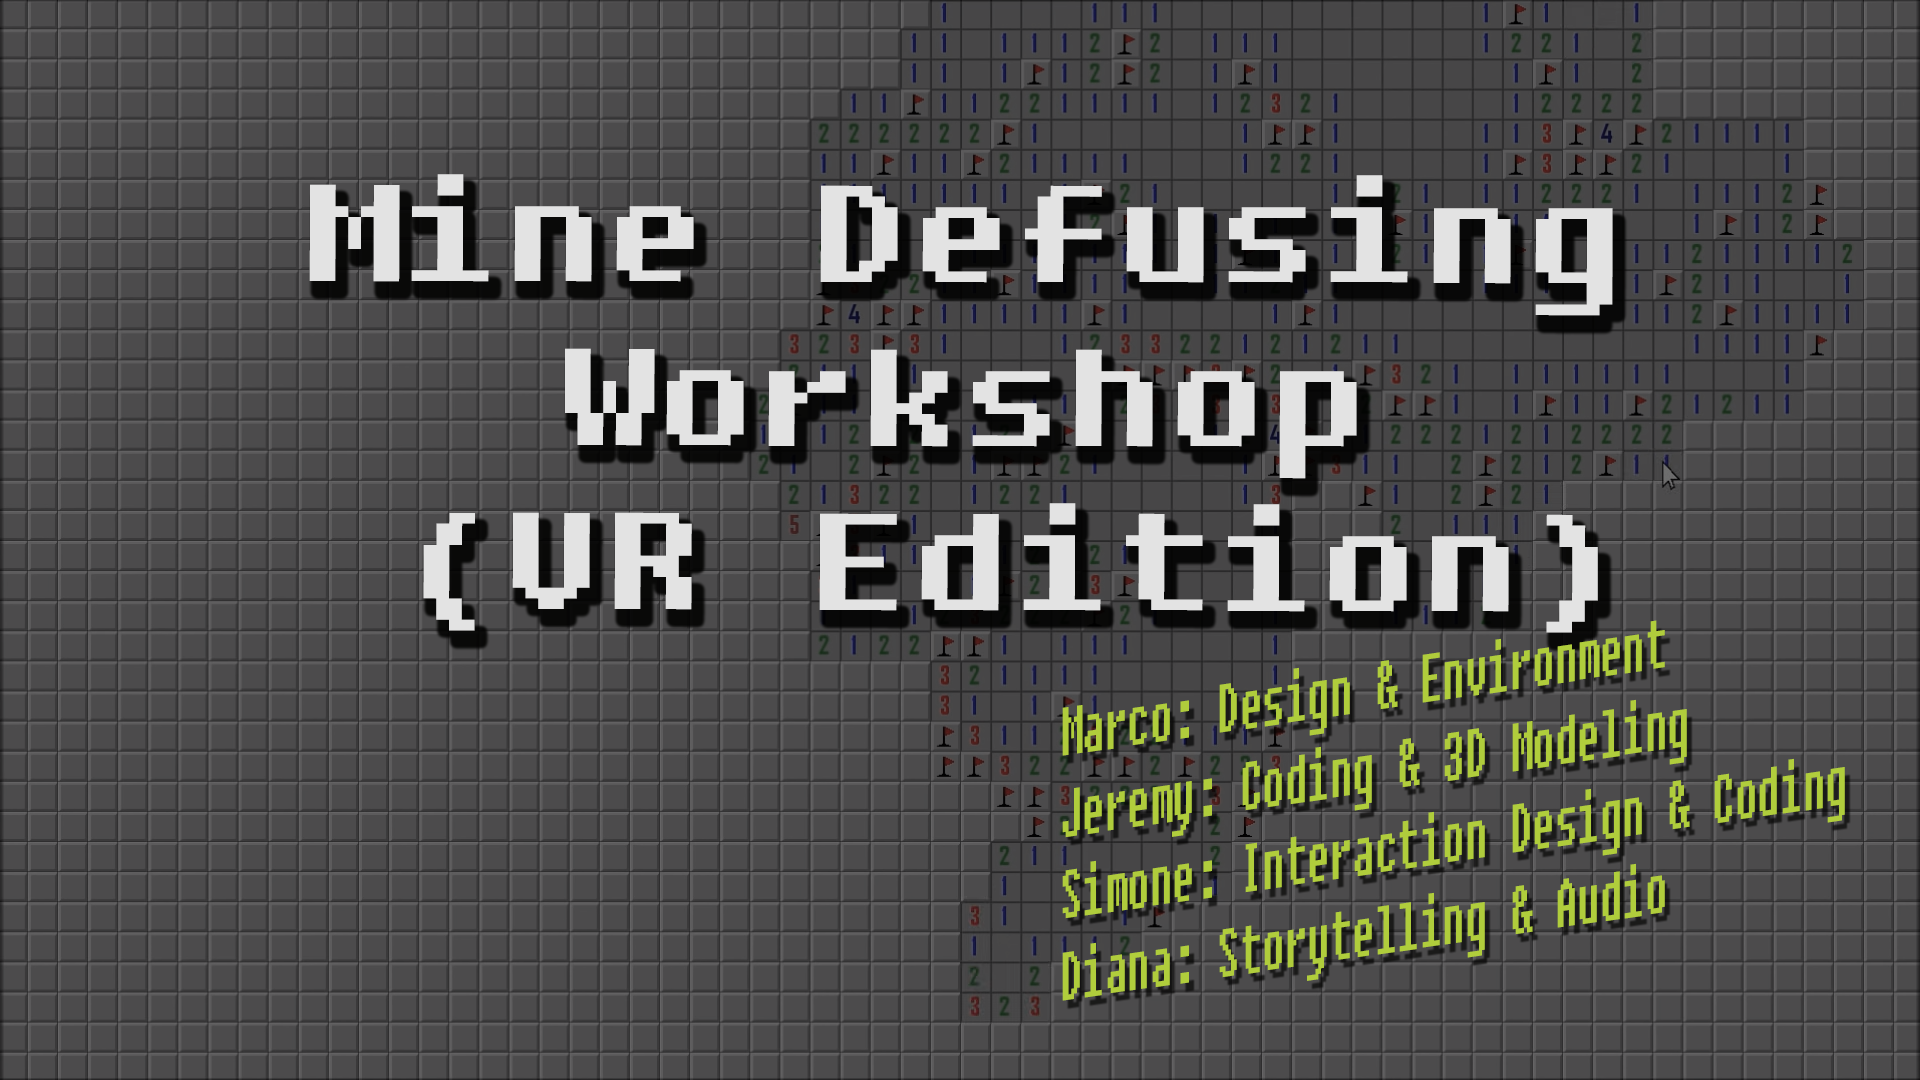 Mine Defusing
Workshop
(VR Edition)
Marco: Design & Environment
Jeremy: Coding & 3D Modeling
Simone: Interaction Design & Coding
Diana: Storytelling & Audio